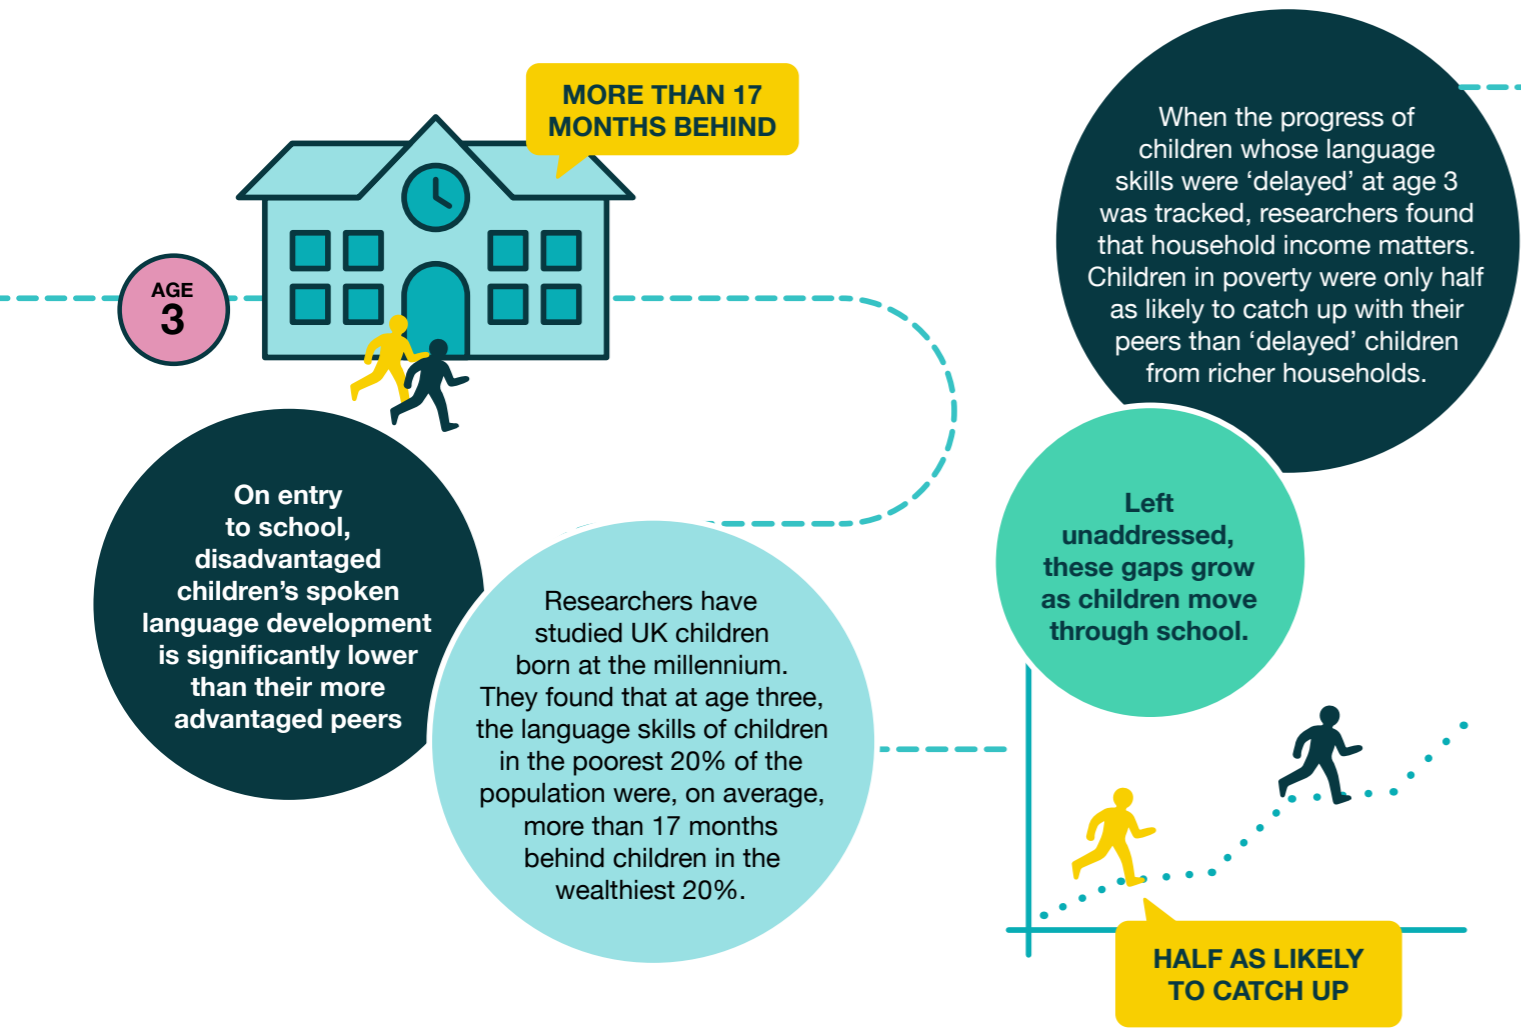 MORE THAN 17
MONTHS BEHIND
AGE
3
On entry
to school,
disadvantaged
children’s spoken
language development
is significantly lower
than their more
advantaged peers
Researchers have
studied UK children
born at the millennium.
They found that at age three,
the language skills of children
in the poorest 20% of the
population were, on average,
more than 17 months
behind children in the
wealthiest 20%.
When the progress of
children whose language
skills were ‘delayed’ at age 3
was tracked, researchers found
that household income matters.
Children in poverty were only half
as likely to catch up with their
peers than ‘delayed’ children
from richer households.
Left
unaddressed,
these gaps grow
as children move
through school.
HALF AS LIKELY
TO CATCH UP